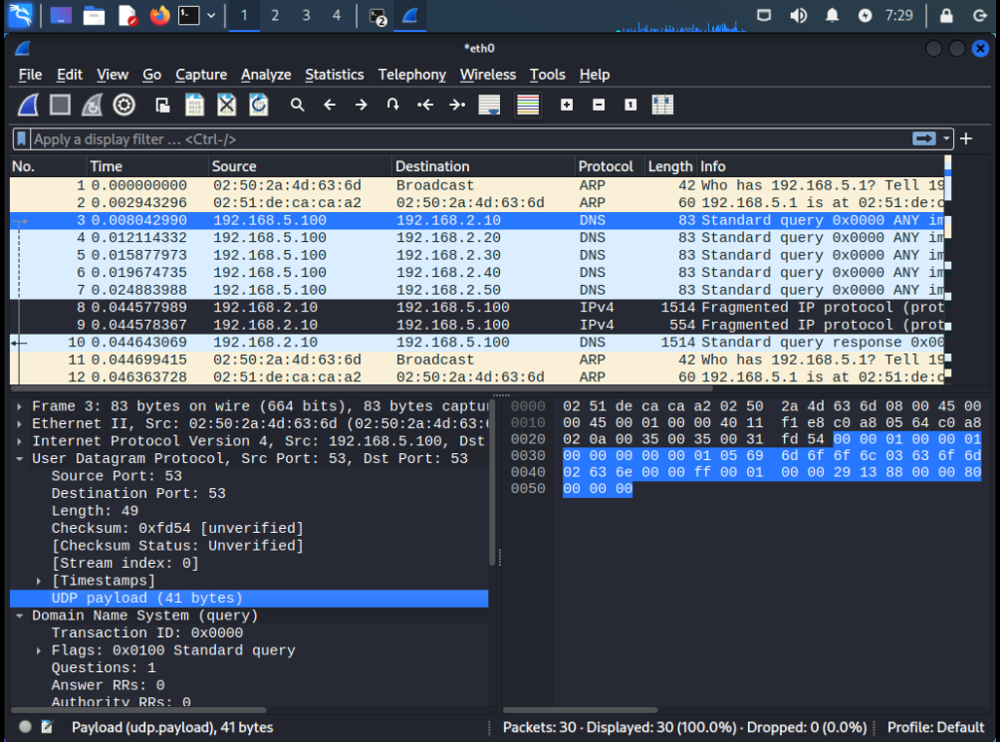 1 2 3 4 2 7:29
*eth0
File Edit View Go Capture Analyze Statistics Telephony Wireless Tools Help
Apply a display filter … <Ctrl-/>
No. Time Source Destination Protocol Length Info
1 0.000000000 02:50:2a:4d:63:6d Broadcast ARP 42 Who has 192.168.5.1? Tell 19
2 0.002943296 02:51:de:ca:ca:a2 02:50:2a:4d:63:6d ARP 60 192.168.5.1 is at 02:51:de:c
3 0.008042990 192.168.5.100 192.168.2.10 DNS 83 Standard query 0x0000 ANY im
4 0.012114332 192.168.5.100 192.168.2.20 DNS 83 Standard query 0x0000 ANY im
5 0.015877973 192.168.5.100 192.168.2.30 DNS 83 Standard query 0x0000 ANY im
6 0.019674735 192.168.5.100 192.168.2.40 DNS 83 Standard query 0x0000 ANY im
7 0.024883988 192.168.5.100 192.168.2.50 DNS 83 Standard query 0x0000 ANY im
8 0.044577989 192.168.2.10 192.168.5.100 IPv4 1514 Fragmented IP protocol (prot
9 0.044578367 192.168.2.10 192.168.5.100 IPv4 554 Fragmented IP protocol (prot
10 0.044643069 192.168.2.10 192.168.5.100 DNS 1514 Standard query response 0x00
11 0.044699415 02:50:2a:4d:63:6d Broadcast ARP 42 Who has 192.168.5.1? Tell 19
12 0.046363728 02:51:de:ca:ca:a2 02:50:2a:4d:63:6d ARP 60 192.168.5.1 is at 02:51:de:c
Frame 3: 83 bytes on wire (664 bits), 83 bytes captu
Ethernet II, Src: 02:50:2a:4d:63:6d (02:50:2a:4d:63:6
Internet Protocol Version 4, Src: 192.168.5.100, Dst
User Datagram Protocol, Src Port: 53, Dst Port: 53
Source Port: 53
Destination Port: 53
Length: 49
Checksum: 0xfd54 [unverified]
[Checksum Status: Unverified]
[Stream index: 0]
[Timestamps]
UDP payload (41 bytes)
Domain Name System (query)
Transaction ID: 0x0000
Flags: 0x0100 Standard query
Questions: 1
Answer RRs: 0
Authority RRs: 0
0000 02 51 de ca ca a2 02 50 2a 4d 63 6d 08 00 45 00
0010 00 45 00 01 00 00 40 11 f1 e8 c0 a8 05 64 c0 a8
0020 02 0a 00 35 00 35 00 31 fd 54 00 00 01 00 00 01
0030 00 00 00 00 00 01 05 69 6d 6f 6f 6c 03 63 6f 6d
0040 02 63 6e 00 00 ff 00 01 00 00 29 13 88 00 00 80
0050 00 00 00
Payload (udp.payload), 41 bytes
Packets: 30 · Displayed: 30 (100.0%) · Dropped: 0 (0.0%)
Profile: Default